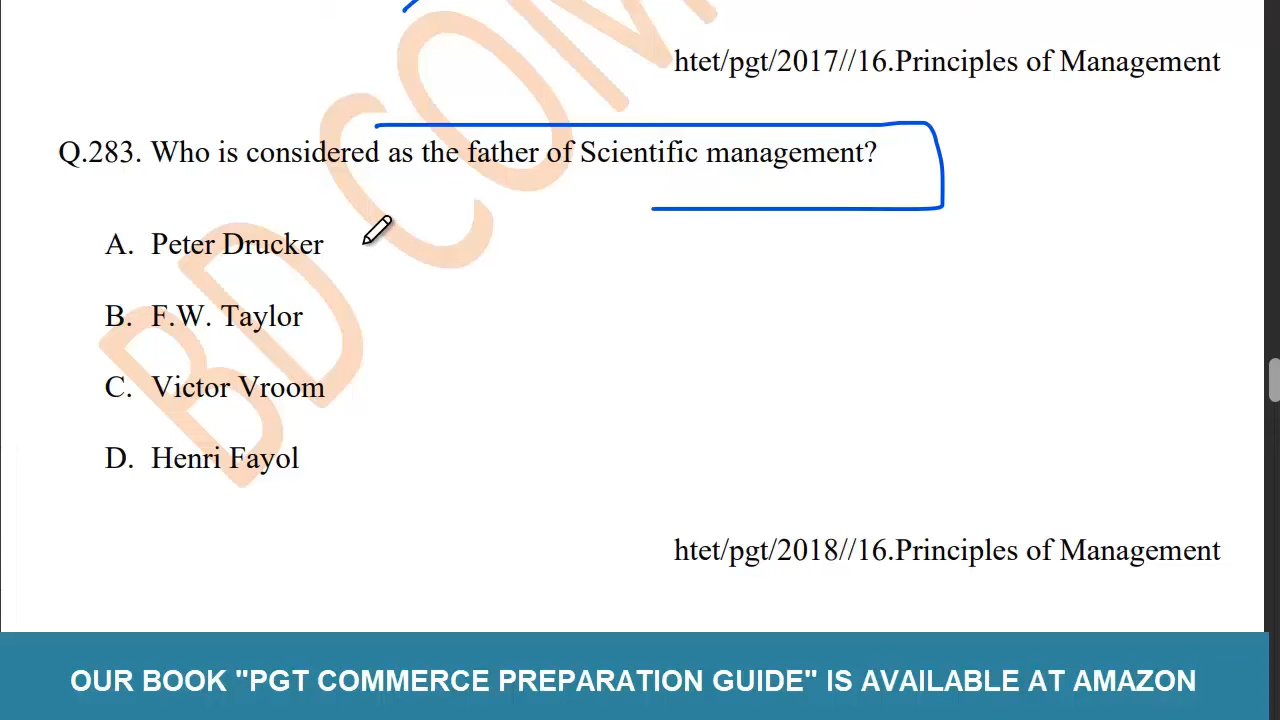 htet/pgt/2017//16.Principles of Management
Q.283. Who is considered as the father of Scientific management?
A. Peter Drucker
B. F.W. Taylor
C. Victor Vroom
D. Henri Fayol
htet/pgt/2018//16.Principles of Management
BD COM
OUR BOOK "PGT COMMERCE PREPARATION GUIDE" IS AVAILABLE AT AMAZON